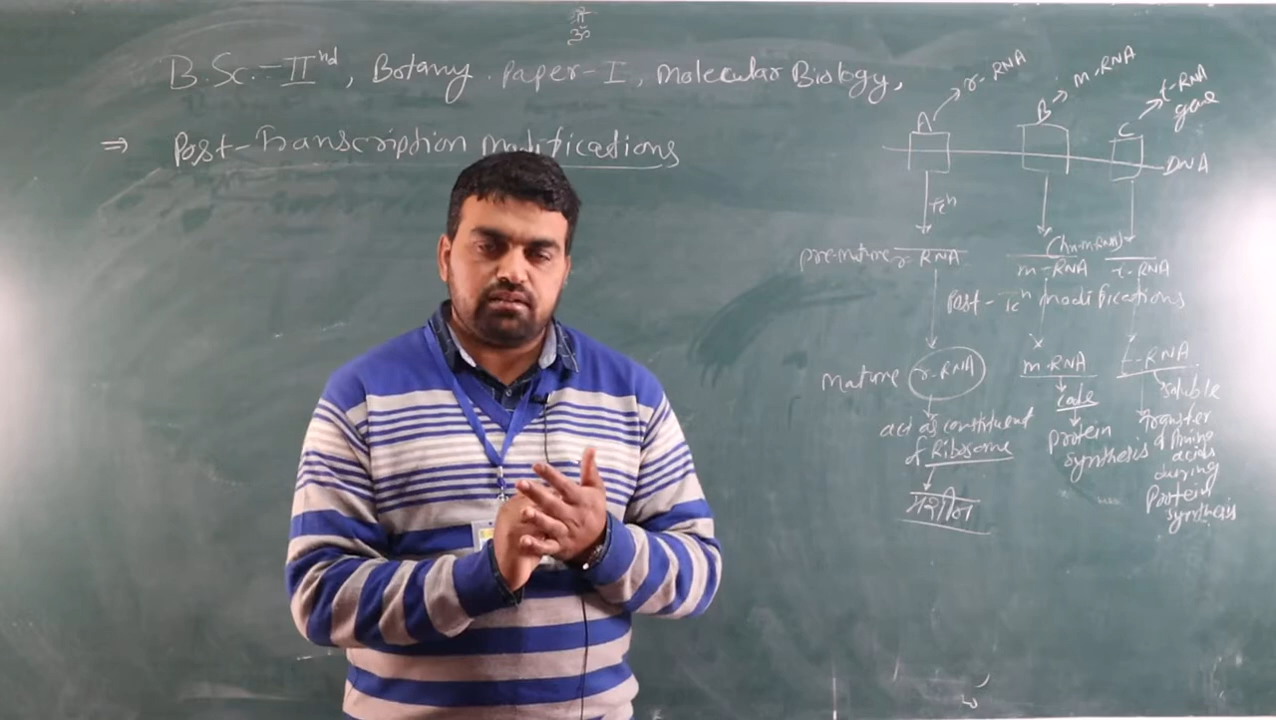 ॐ
B.Sc.-IInd, Botany. Paper-I, Molecular Biology,
⇒ Post-Transcription modifications
A → r-RNA
B → m-RNA
C → t-RNA
gene
DNA
Tcn
pre-mature r-RNA
(hn-m-RNA)
m-RNA
t-RNA
Post-Tcn modifications
mature r-RNA
act as constituent
of Ribosome
मशीन
m-RNA
code
protein
synthesis
t-RNA
soluble
transfer
of Amino
acids
during
Protein
synthesis